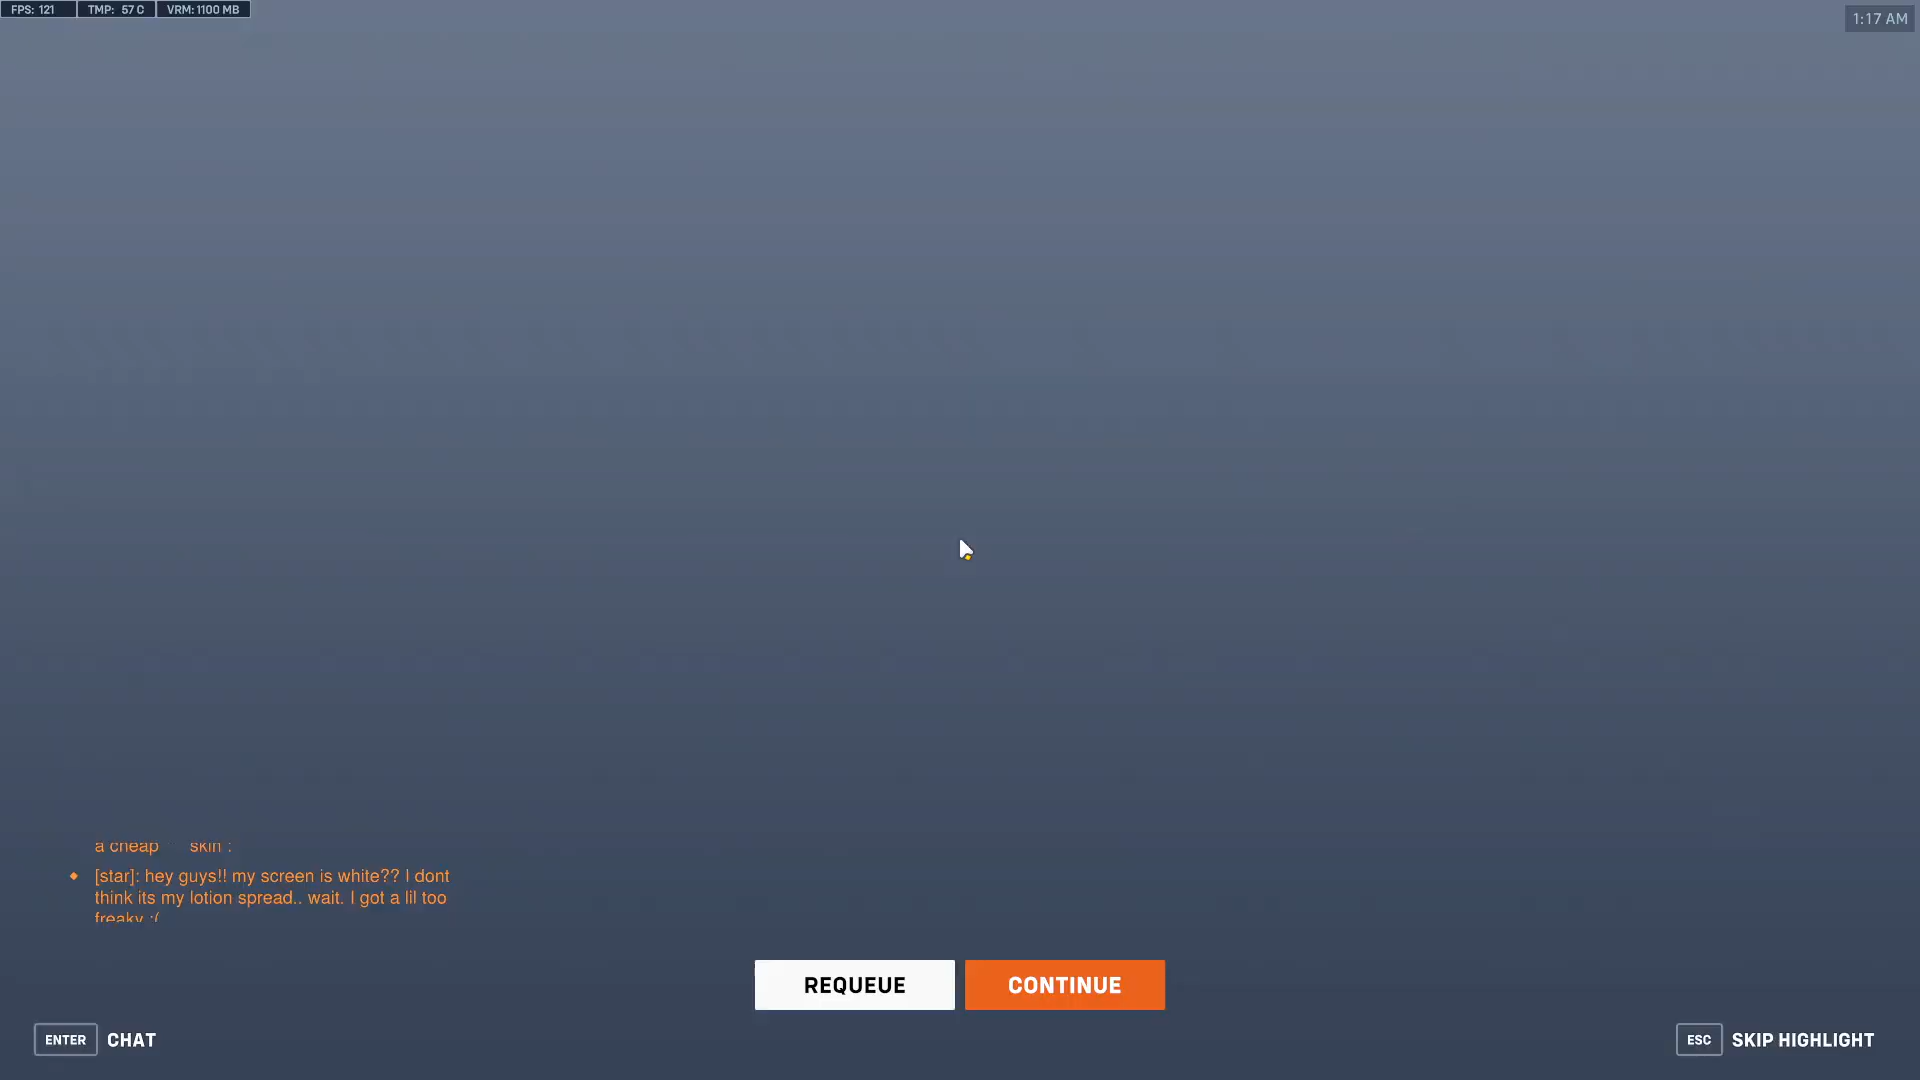 FPS: 121 TMP: 57 C VRM: 1100 MB
1:17 AM
a cheap skin :
[star]: hey guys!! my screen is white?? I dont
think its my lotion spread.. wait. I got a lil too
freaky :(
REQUEUE CONTINUE
ENTER CHAT
ESC SKIP HIGHLIGHT